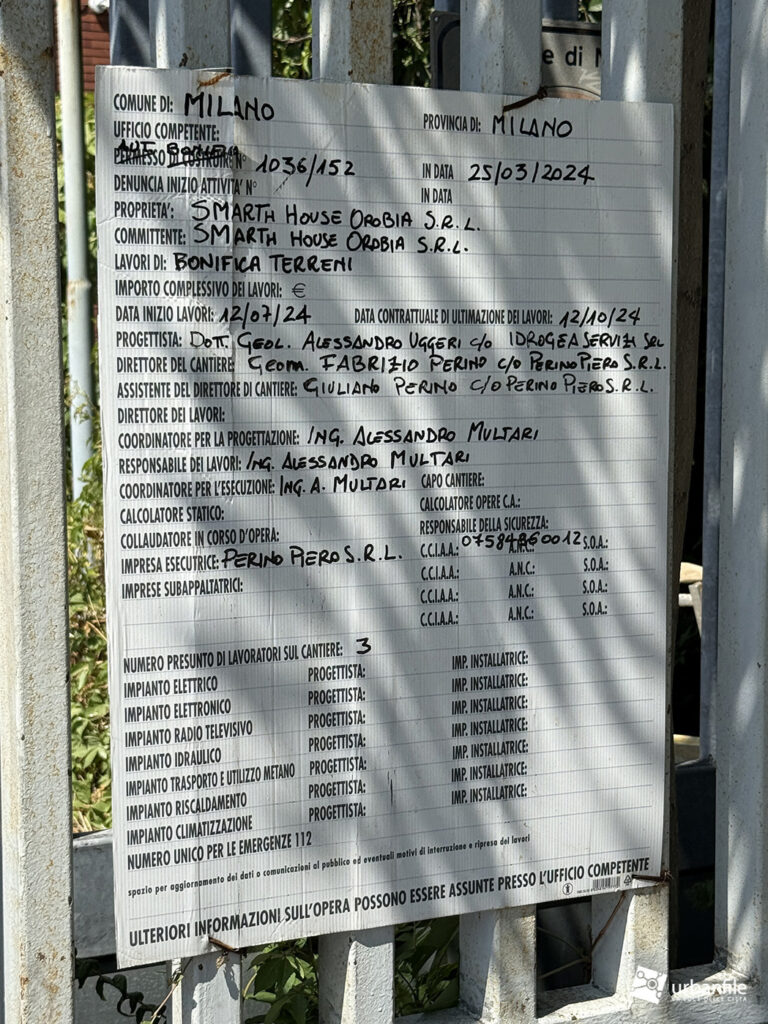 e di
COMUNE DI: MILANO PROVINCIA DI: MILANO
UFFICIO COMPETENTE:
AUT. BONIFICA
PERMESSO DI COSTRUIRE N° 1036/152 IN DATA 25/03/2024
DENUNCIA INIZIO ATTIVITA' N° IN DATA
PROPRIETA': SMARTH HOUSE OROBIA S.R.L.
COMMITTENTE: SMARTH HOUSE OROBIA S.R.L.
LAVORI DI: BONIFICA TERRENI
IMPORTO COMPLESSIVO DEI LAVORI: €
DATA INIZIO LAVORI: 12/07/24 DATA CONTRATTUALE DI ULTIMAZIONE DEI LAVORI: 12/10/24
PROGETTISTA: DOTT. GEOL. ALESSANDRO UGGERI c/o IDROGEA SERVIZI SRL
DIRETTORE DEL CANTIERE: GEOM. FABRIZIO PERINO c/o PERINO PIERO S.R.L.
ASSISTENTE DEL DIRETTORE DI CANTIERE: GIULIANO PERINO c/o PERINO PIERO S.R.L.
DIRETTORE DEI LAVORI:
COORDINATORE PER LA PROGETTAZIONE: ING. ALESSANDRO MULTARI
RESPONSABILE DEI LAVORI: ING. ALESSANDRO MULTARI
COORDINATORE PER L'ESECUZIONE: ING. A. MULTARI CAPO CANTIERE:
CALCOLATORE STATICO: CALCOLATORE OPERE C.A.:
COLLAUDATORE IN CORSO D'OPERA: RESPONSABILE DELLA SICUREZZA:
IMPRESA ESECUTRICE: PERINO PIERO S.R.L. C.C.I.A.A.: 07584860012 A.N.C.: S.O.A.:
IMPRESE SUBAPPALTATRICI: C.C.I.A.A.: A.N.C.: S.O.A.:
C.C.I.A.A.: A.N.C.: S.O.A.:
C.C.I.A.A.:
NUMERO PRESUNTO DI LAVORATORI SUL CANTIERE: 3
IMPIANTO ELETTRICO PROGETTISTA: IMP. INSTALLATRICE:
IMPIANTO ELETTRONICO PROGETTISTA: IMP. INSTALLATRICE:
IMPIANTO RADIO TELEVISIVO PROGETTISTA: IMP. INSTALLATRICE:
IMPIANTO IDRAULICO PROGETTISTA: IMP. INSTALLATRICE:
IMPIANTO TRASPORTO E UTILIZZO METANO PROGETTISTA: IMP. INSTALLATRICE:
IMPIANTO RISCALDAMENTO PROGETTISTA: IMP. INSTALLATRICE:
IMPIANTO CLIMATIZZAZIONE PROGETTISTA: IMP. INSTALLATRICE:
NUMERO UNICO PER LE EMERGENZE 112
spazio per aggiornamento dei dati o comunicazioni al pubblico ed eventuali motivi di interruzione e ripresa dei lavori
ULTERIORI INFORMAZIONI SULL'OPERA POSSONO ESSERE ASSUNTE PRESSO L'UFFICIO COMPETENTE
urbanfile